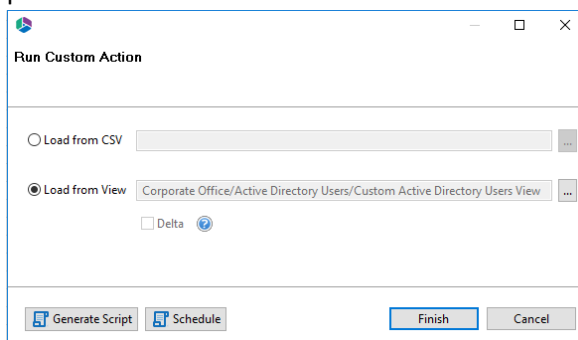 Run Custom Action
Load from CSV
...
Load from View Corporate Office/Active Directory Users/Custom Active Directory Users View ...
Delta ?
Generate Script Schedule Finish Cancel